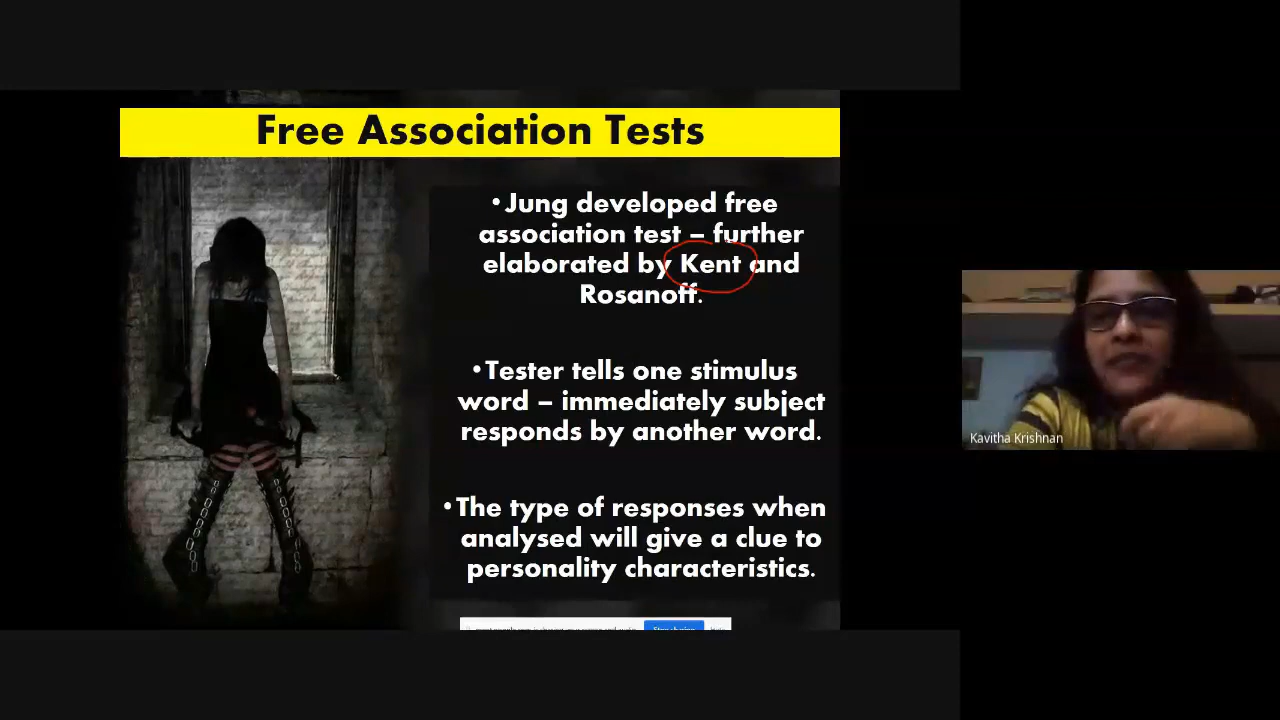 Free Association Tests
•Jung developed free
association test – further
elaborated by Kent and
Rosanoff.
•Tester tells one stimulus
word – immediately subject
responds by another word.
•The type of responses when
analysed will give a clue to
personality characteristics.
Kavitha Krishnan